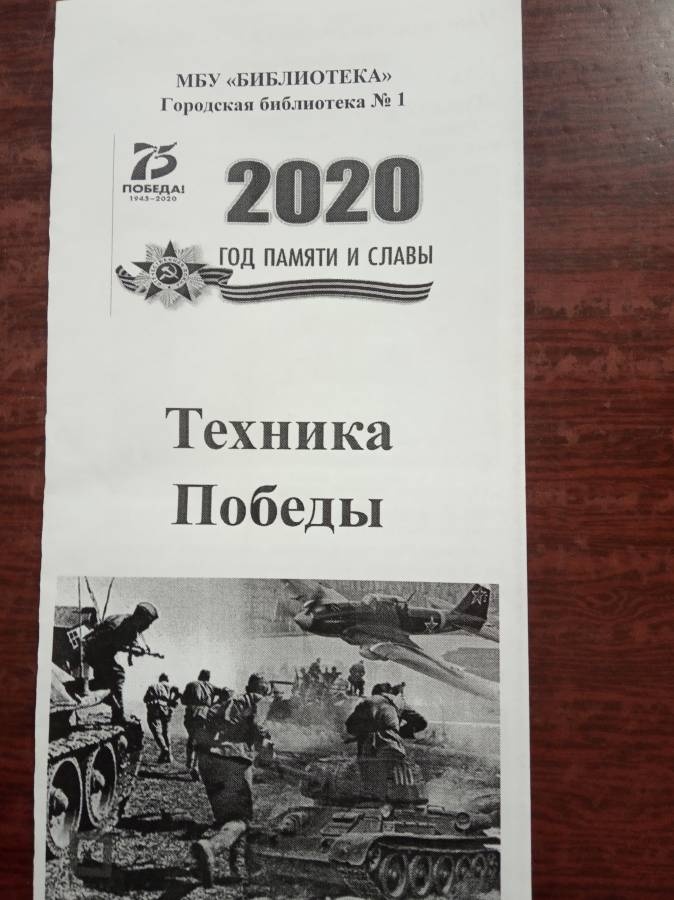 МБУ «БИБЛИОТЕКА»
Городская библиотека № 1
75
ПОБЕДА!
1945–2020
2020
ГОД ПАМЯТИ И СЛАВЫ
Техника
Победы